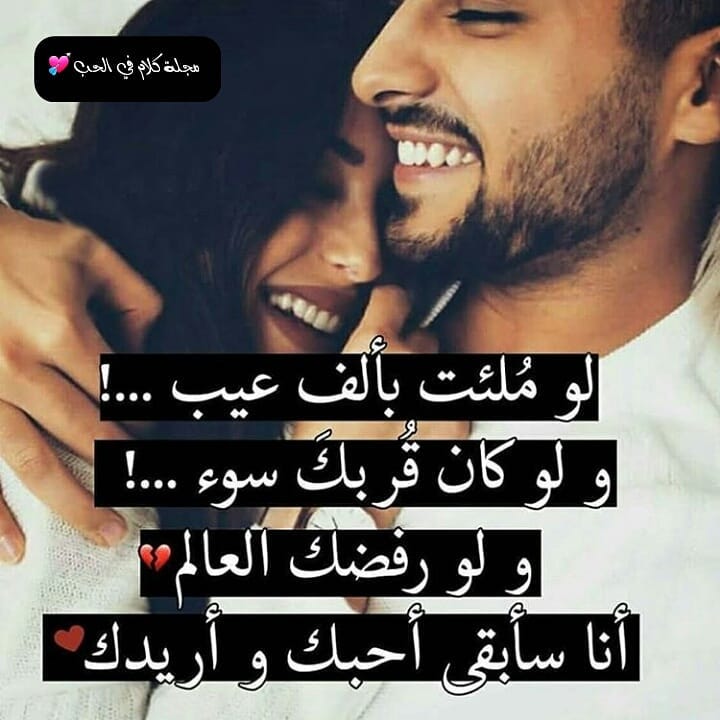 مجلة كلام في الحب 💘
لو مُلئت بألف عيب ...!
و لو كان قُربكَ سوء ...!
و لو رفضك العالم 💔
أنا سأبقى أحبك و أريدك ❤